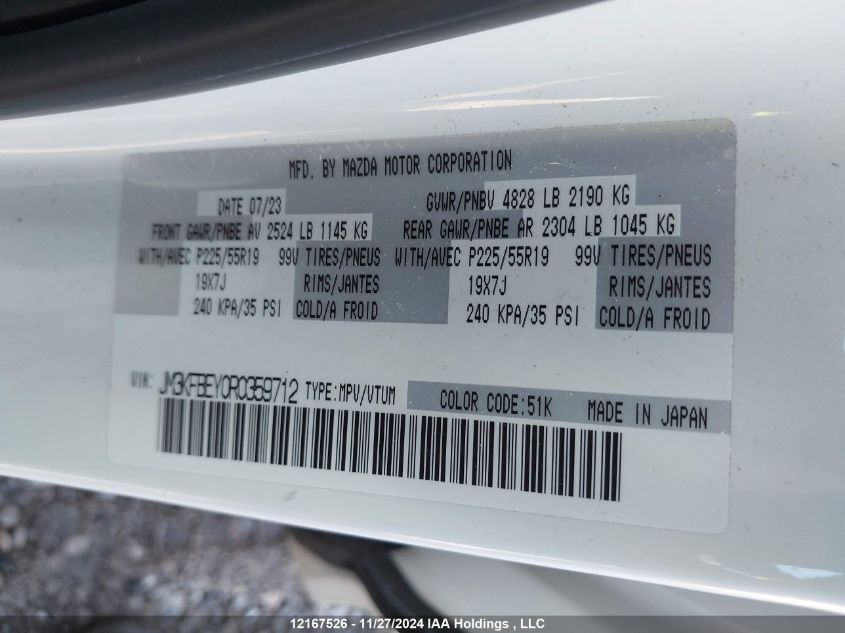 MFD. BY MAZDA MOTOR CORPORATION
DATE 07/23 GVWR/PNBV 4828 LB 2190 KG
FRONT GAWR/PNBE AV 2524 LB 1145 KG REAR GAWR/PNBE AR 2304 LB 1045 KG
WITH/AVEC P225/55R19 99V TIRES/PNEUS WITH/AVEC P225/55R19 99V TIRES/PNEUS
19X7J RIMS/JANTES 19X7J RIMS/JANTES
240 KPA/35 PSI COLD/A FROID 240 KPA/35 PSI COLD/A FROID
VIN: JM3KFBEY0R0359712 TYPE:MPV/VTUM COLOR CODE:51K MADE IN JAPAN
12167526 - 11/27/2024 IAA Holdings , LLC